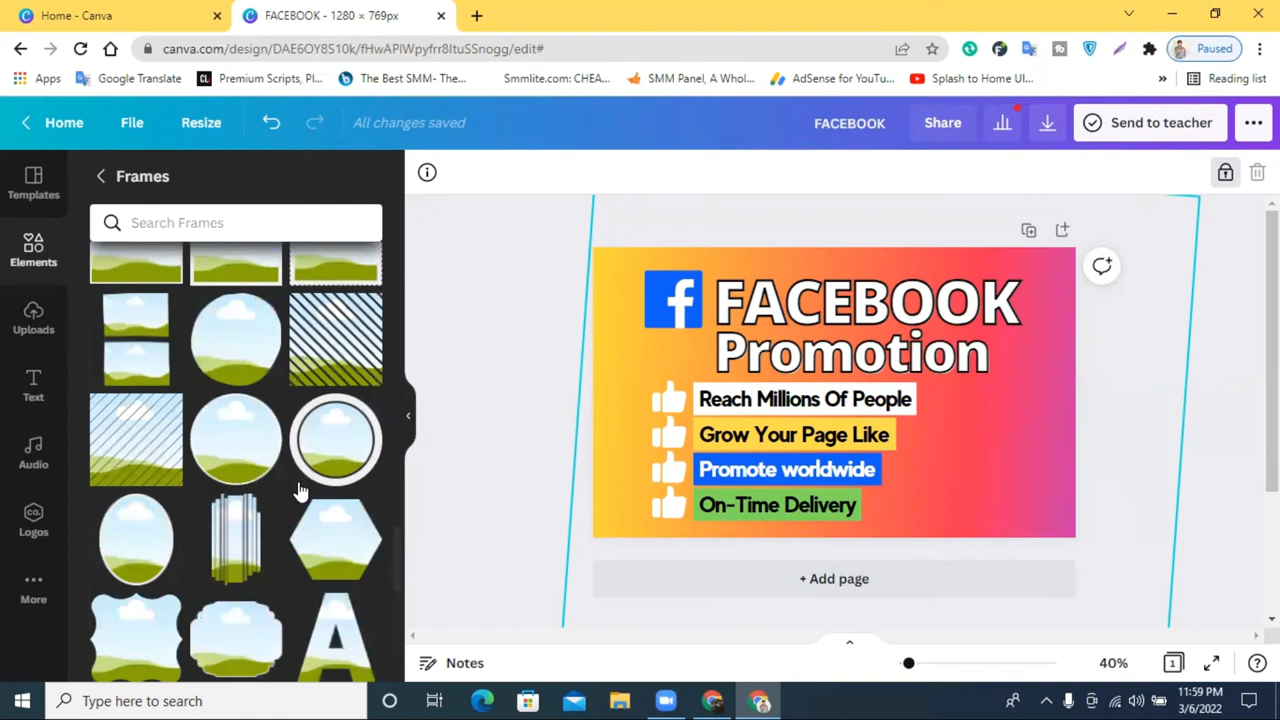 Home - Canva
FACEBOOK - 1280 × 769px
canva.com/design/DAE6OY8S10k/fHwAPlWpyfrr8ItuSSnogg/edit#
Paused
Apps
Google Translate
CL
Premium Scripts, Pl...
The Best SMM- The...
Smmlite.com: CHEA...
SMM Panel, A Whol...
AdSense for YouTu...
Splash to Home UI...
»
Reading list
Home
File
Resize
All changes saved
FACEBOOK
Share
Send to teacher
Templates
Elements
Uploads
Text
Audio
CO.
Logos
More
Frames
Search Frames
A
f
FACEBOOK
Promotion
Reach Millions Of People
Grow Your Page Like
Promote worldwide
On-Time Delivery
+ Add page
Notes
40%
1
Type here to search
11:59 PM
3/6/2022